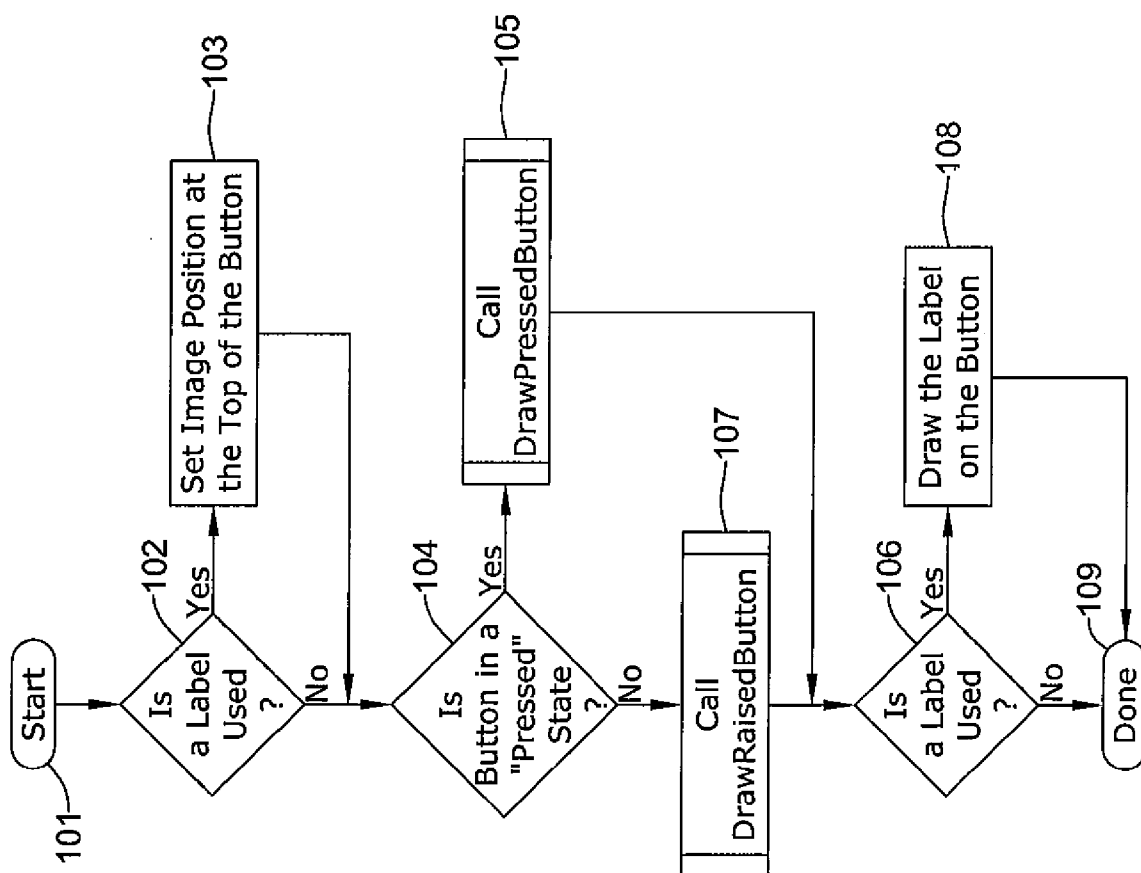 Start
101
Is
a Label
Used
?
102
Yes
No
Set Image Position at
the Top of the Button
103
Is
Button in a
"Pressed"
State
?
104
Yes
No
Call
DrawPressedButton
105
Call
DrawRaisedButton
107
Is
a Label
Used
?
106
Yes
No
Draw the Label
on the Button
108
Done
109